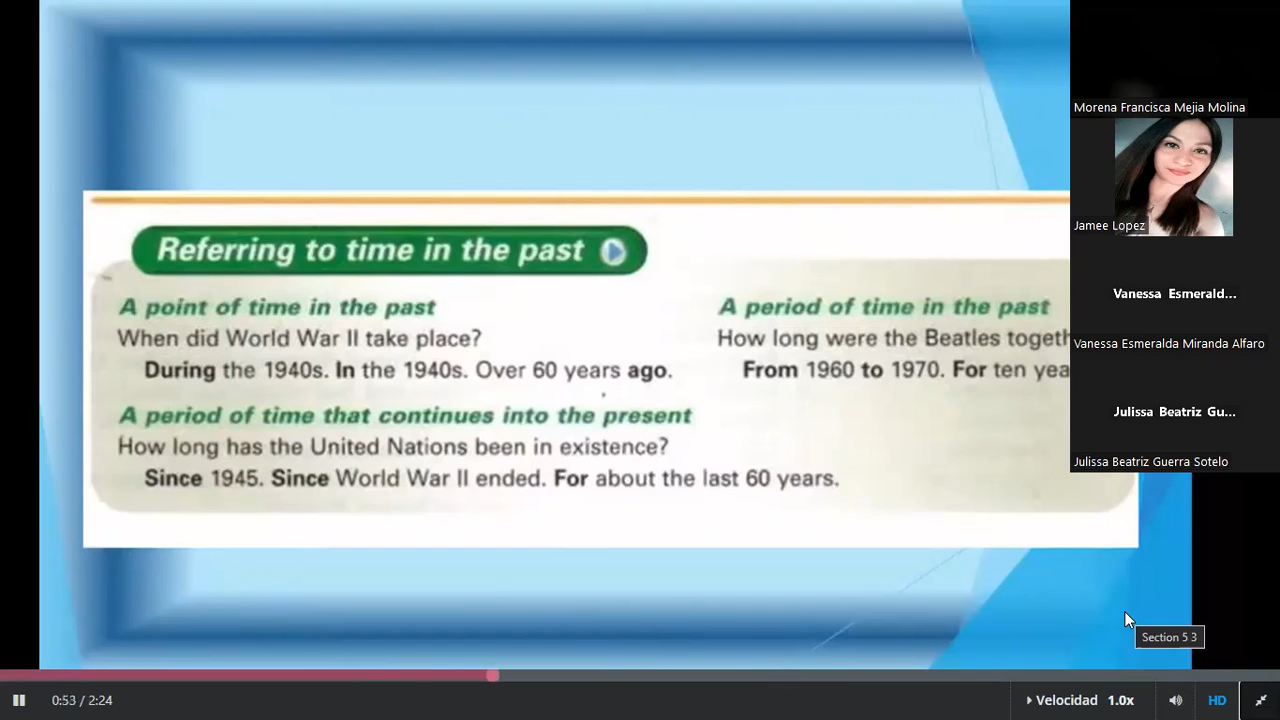 Referring to time in the past
A point of time in the past
When did World War II take place?
During the 1940s. In the 1940s. Over 60 years ago.
A period of time in the past
How long were the Beatles
From 1960 to 1970. For ten
A period of time that continues into the present
How long has the United Nations been in existence?
Since 1945. Since World War II ended. For about the last 60 years.
Morena Francisca Mejia Molina
Jamee Lopez
Vanessa Esmerald...
Vanessa Esmeralda Miranda Alfaro
Julissa Beatriz Gu...
Julissa Beatriz Guerra Sotelo
Section 5 3
0:53 / 2:24
Velocidad 1.0x
HD